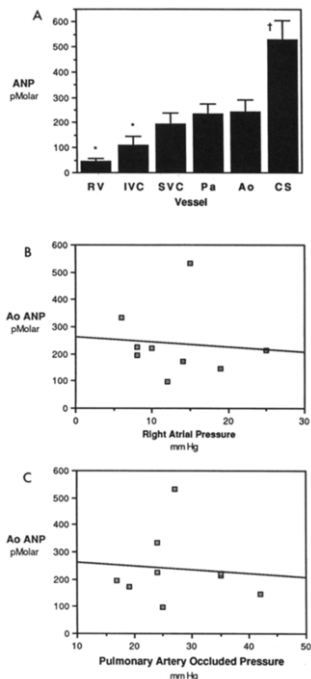 A
600
500
400
300
200
100
0
ANP
pMolar
*
*
†
RV IVC SVC Pa Ao CS
Vessel
B
600
500
400
300
200
100
0
Ao ANP
pMolar
0 10 20 30
Right Atrial Pressure
mm Hg
C
600
500
400
300
200
100
0
Ao ANP
pMolar
10 20 30 40 50
Pulmonary Artery Occluded Pressure
mm Hg